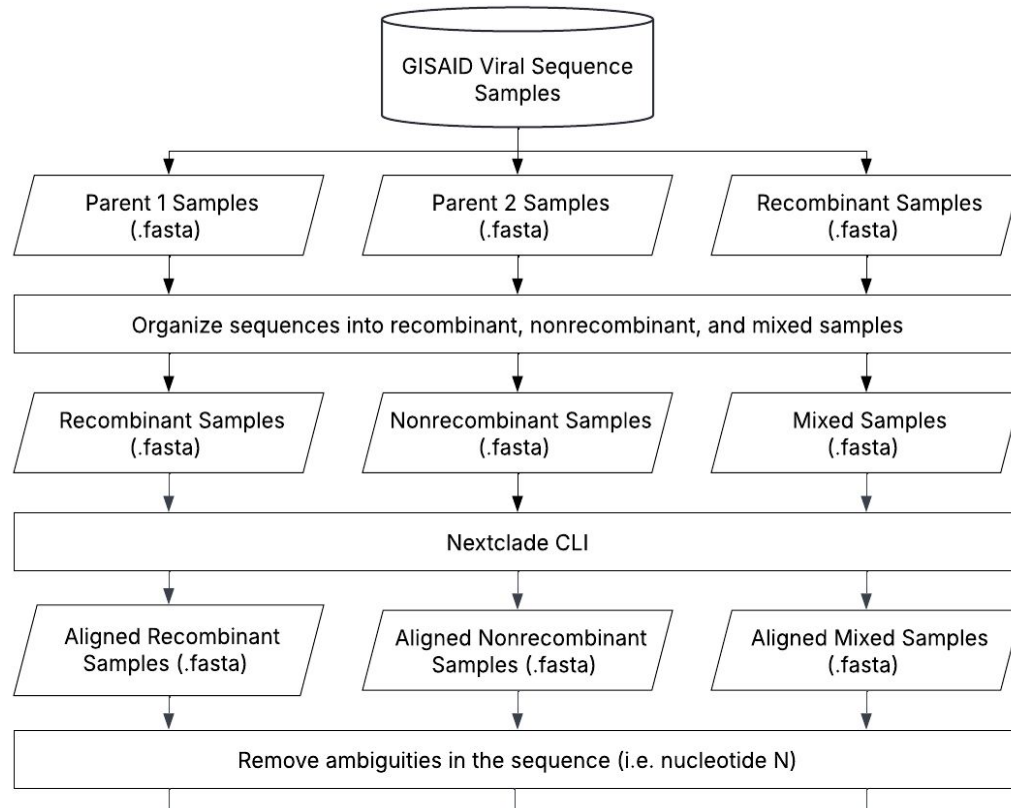 GISAID Viral Sequence
Samples
Parent 1 Samples
(.fasta)
Parent 2 Samples
(.fasta)
Recombinant Samples
(.fasta)
Organize sequences into recombinant, nonrecombinant, and mixed samples
Recombinant Samples
(.fasta)
Nonrecombinant Samples
(.fasta)
Mixed Samples
(.fasta)
Nextclade CLI
Aligned Recombinant
Samples (.fasta)
Aligned Nonrecombinant
Samples (.fasta)
Aligned Mixed Samples
(.fasta)
Remove ambiguities in the sequence (i.e. nucleotide N)